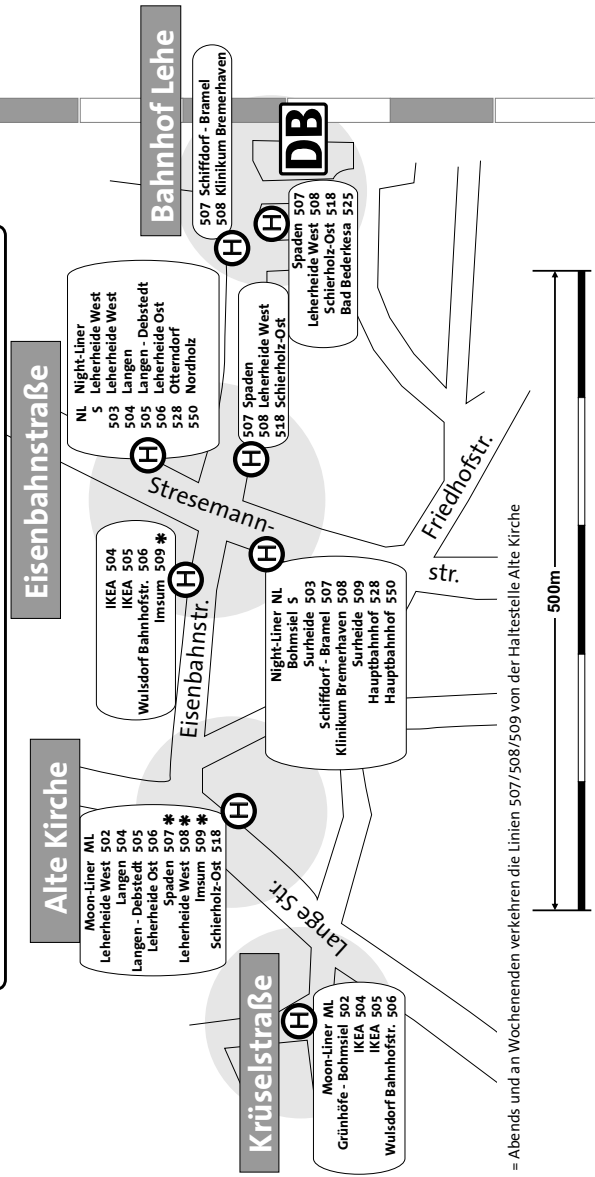 Bahnhof Lehe
507 Schiffdorf - Bramel
508 Klinikum Bremerhaven
H
DB
H
Spaden 507
Leherheide West 508
Schierholz-Ost 518
Bad Bederkesa 525
Eisenbahnstraße
NL Night-Liner
S Leherheide West
503 Leherheide West
504 Langen
505 Langen - Debstedt
506 Leherheide Ost
528 Otterndorf
550 Nordholz
H
507 Spaden
508 Leherheide West
518 Schierholz-Ost
H
Stresemann-
str.
Friedhofstr.
IKEA 504
IKEA 505
Wulsdorf Bahnhofstr. 506
Imsum 509 *
H
Eisenbahnstr.
H
Night-Liner NL
Bohmsiel S
Surheide 503
Schiffdorf - Bramel 507
Klinikum Bremerhaven 508
Surheide 509
Hauptbahnhof 528
Hauptbahnhof 550
Alte Kirche
Moon-Liner ML
Leherheide West 502
Langen 504
Langen - Debstedt 505
Leherheide Ost 506
Spaden 507 *
Leherheide West 508 *
Imsum 509 *
Schierholz-Ost 518
H
Lange Str.
Krüselstraße
H
Moon-Liner ML
Grünhöfe - Bohmsiel 502
IKEA 504
IKEA 505
Wulsdorf Bahnhofstr. 506
= Abends und an Wochenenden verkehren die Linien 507/508/509 von der Haltestelle Alte Kirche
500m